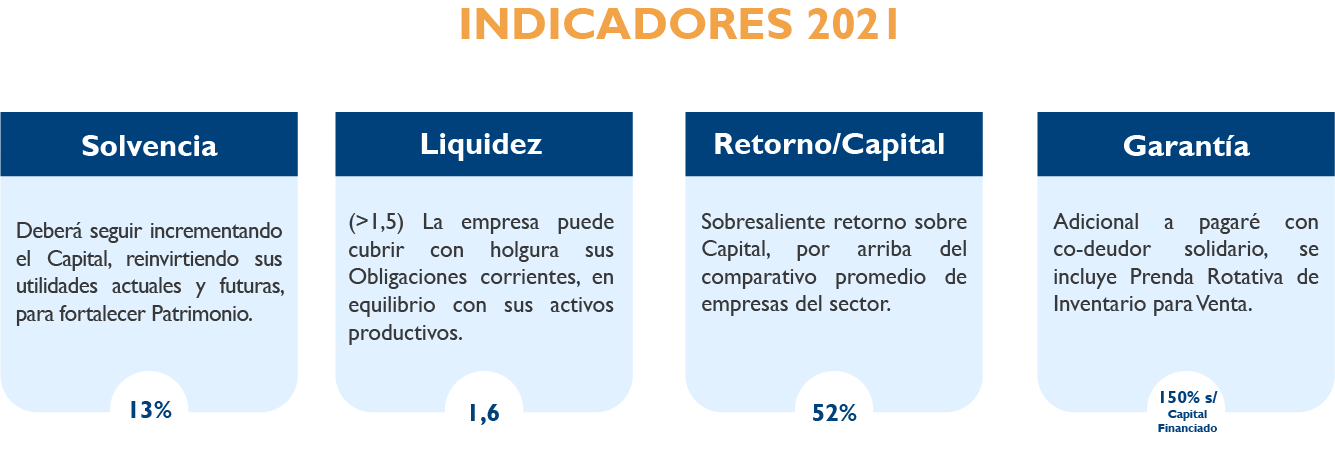 INDICADORES 2021
Solvencia
Deberá seguir incrementando
el Capital, reinvirtiendo sus
utilidades actuales y futuras,
para fortalecer Patrimonio.
13%
Liquidez
(>1,5) La empresa puede
cubrir con holgura sus
Obligaciones corrientes, en
equilibrio con sus activos
productivos.
1,6
Retorno/Capital
Sobresaliente retorno sobre
Capital, por arriba del
comparativo promedio de
empresas del sector.
52%
Garantía
Adicional a pagaré con
co-deudor solidario, se
incluye Prenda Rotativa de
Inventario para Venta.
150% s/
Capital
Financiado